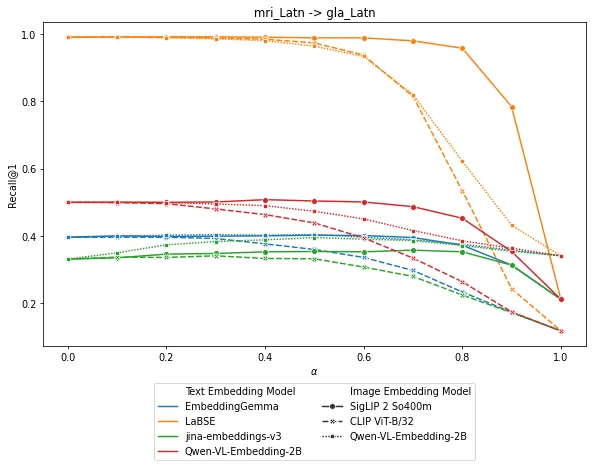 mri_Latn -> gla_Latn
Recall@1
1.0
0.8
0.6
0.4
0.2
0.0 0.2 0.4 0.6 0.8 1.0
α
Text Embedding Model
EmbeddingGemma
LaBSE
jina-embeddings-v3
Qwen-VL-Embedding-2B
Image Embedding Model
SigLIP 2 So400m
CLIP ViT-B/32
Qwen-VL-Embedding-2B